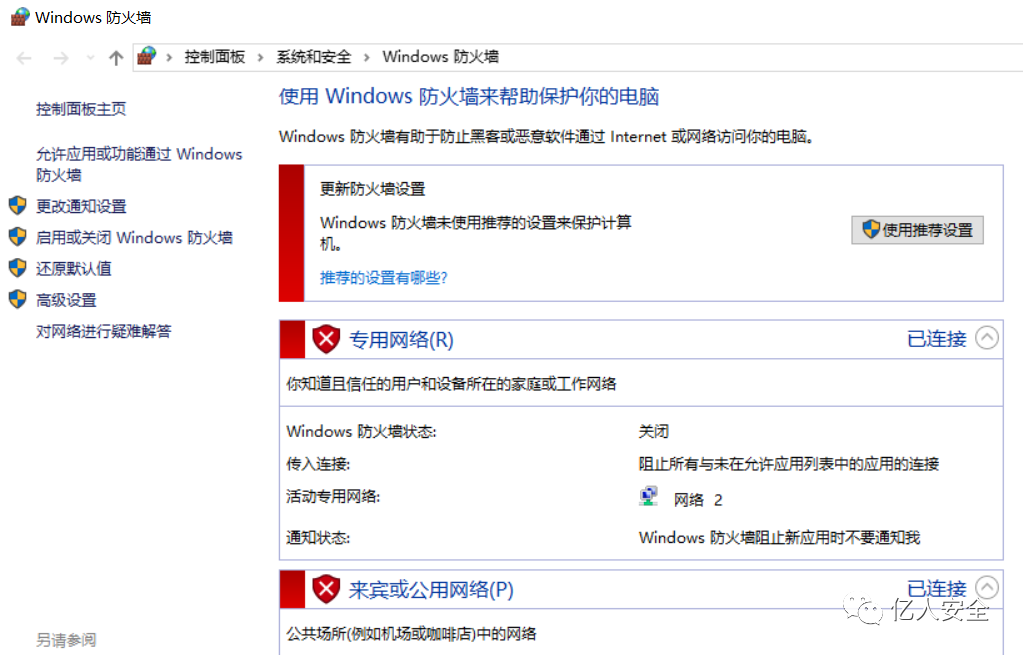 Windows 防火墙
控制面板 › 系统和安全 › Windows 防火墙
控制面板主页
允许应用或功能通过 Windows
防火墙
更改通知设置
启用或关闭 Windows 防火墙
还原默认值
高级设置
对网络进行疑难解答
另请参阅
使用 Windows 防火墙来帮助保护你的电脑
Windows 防火墙有助于防止黑客或恶意软件通过 Internet 或网络访问你的电脑。
更新防火墙设置
Windows 防火墙未使用推荐的设置来保护计算
机。
使用推荐设置
推荐的设置有哪些?
专用网络(R) 已连接
你知道且信任的用户和设备所在的家庭或工作网络
Windows 防火墙状态: 关闭
传入连接: 阻止所有与未在允许应用列表中的应用的连接
活动专用网络: 网络 2
通知状态: Windows 防火墙阻止新应用时不要通知我
来宾或公用网络(P) 已连接
公共场所(例如机场或咖啡店)中的网络
亿人安全